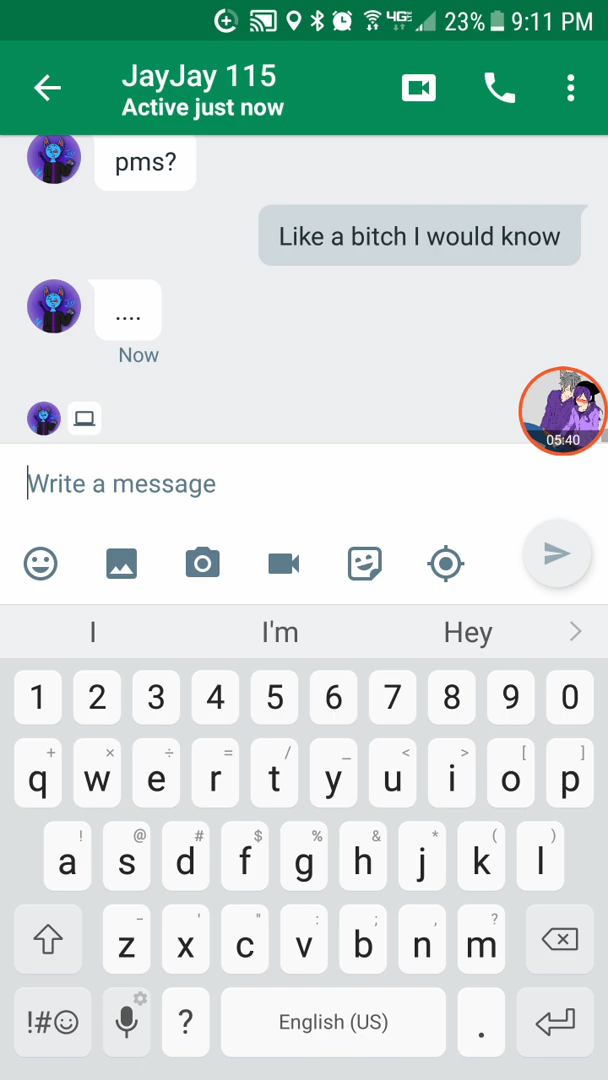 4GE 23% 9:11 PM
JayJay 115
Active just now
pms?
Like a bitch I would know
....
Now
05:40
Write a message
I I'm Hey
1 2 3 4 5 6 7 8 9 0
+ × ÷ = / _ < > [ ]
q w e r t y u i o p
! @ # $ % & * ( )
a s d f g h j k l
- ' " : ; , ?
z x c v b n m
!#☺ ? English (US) .